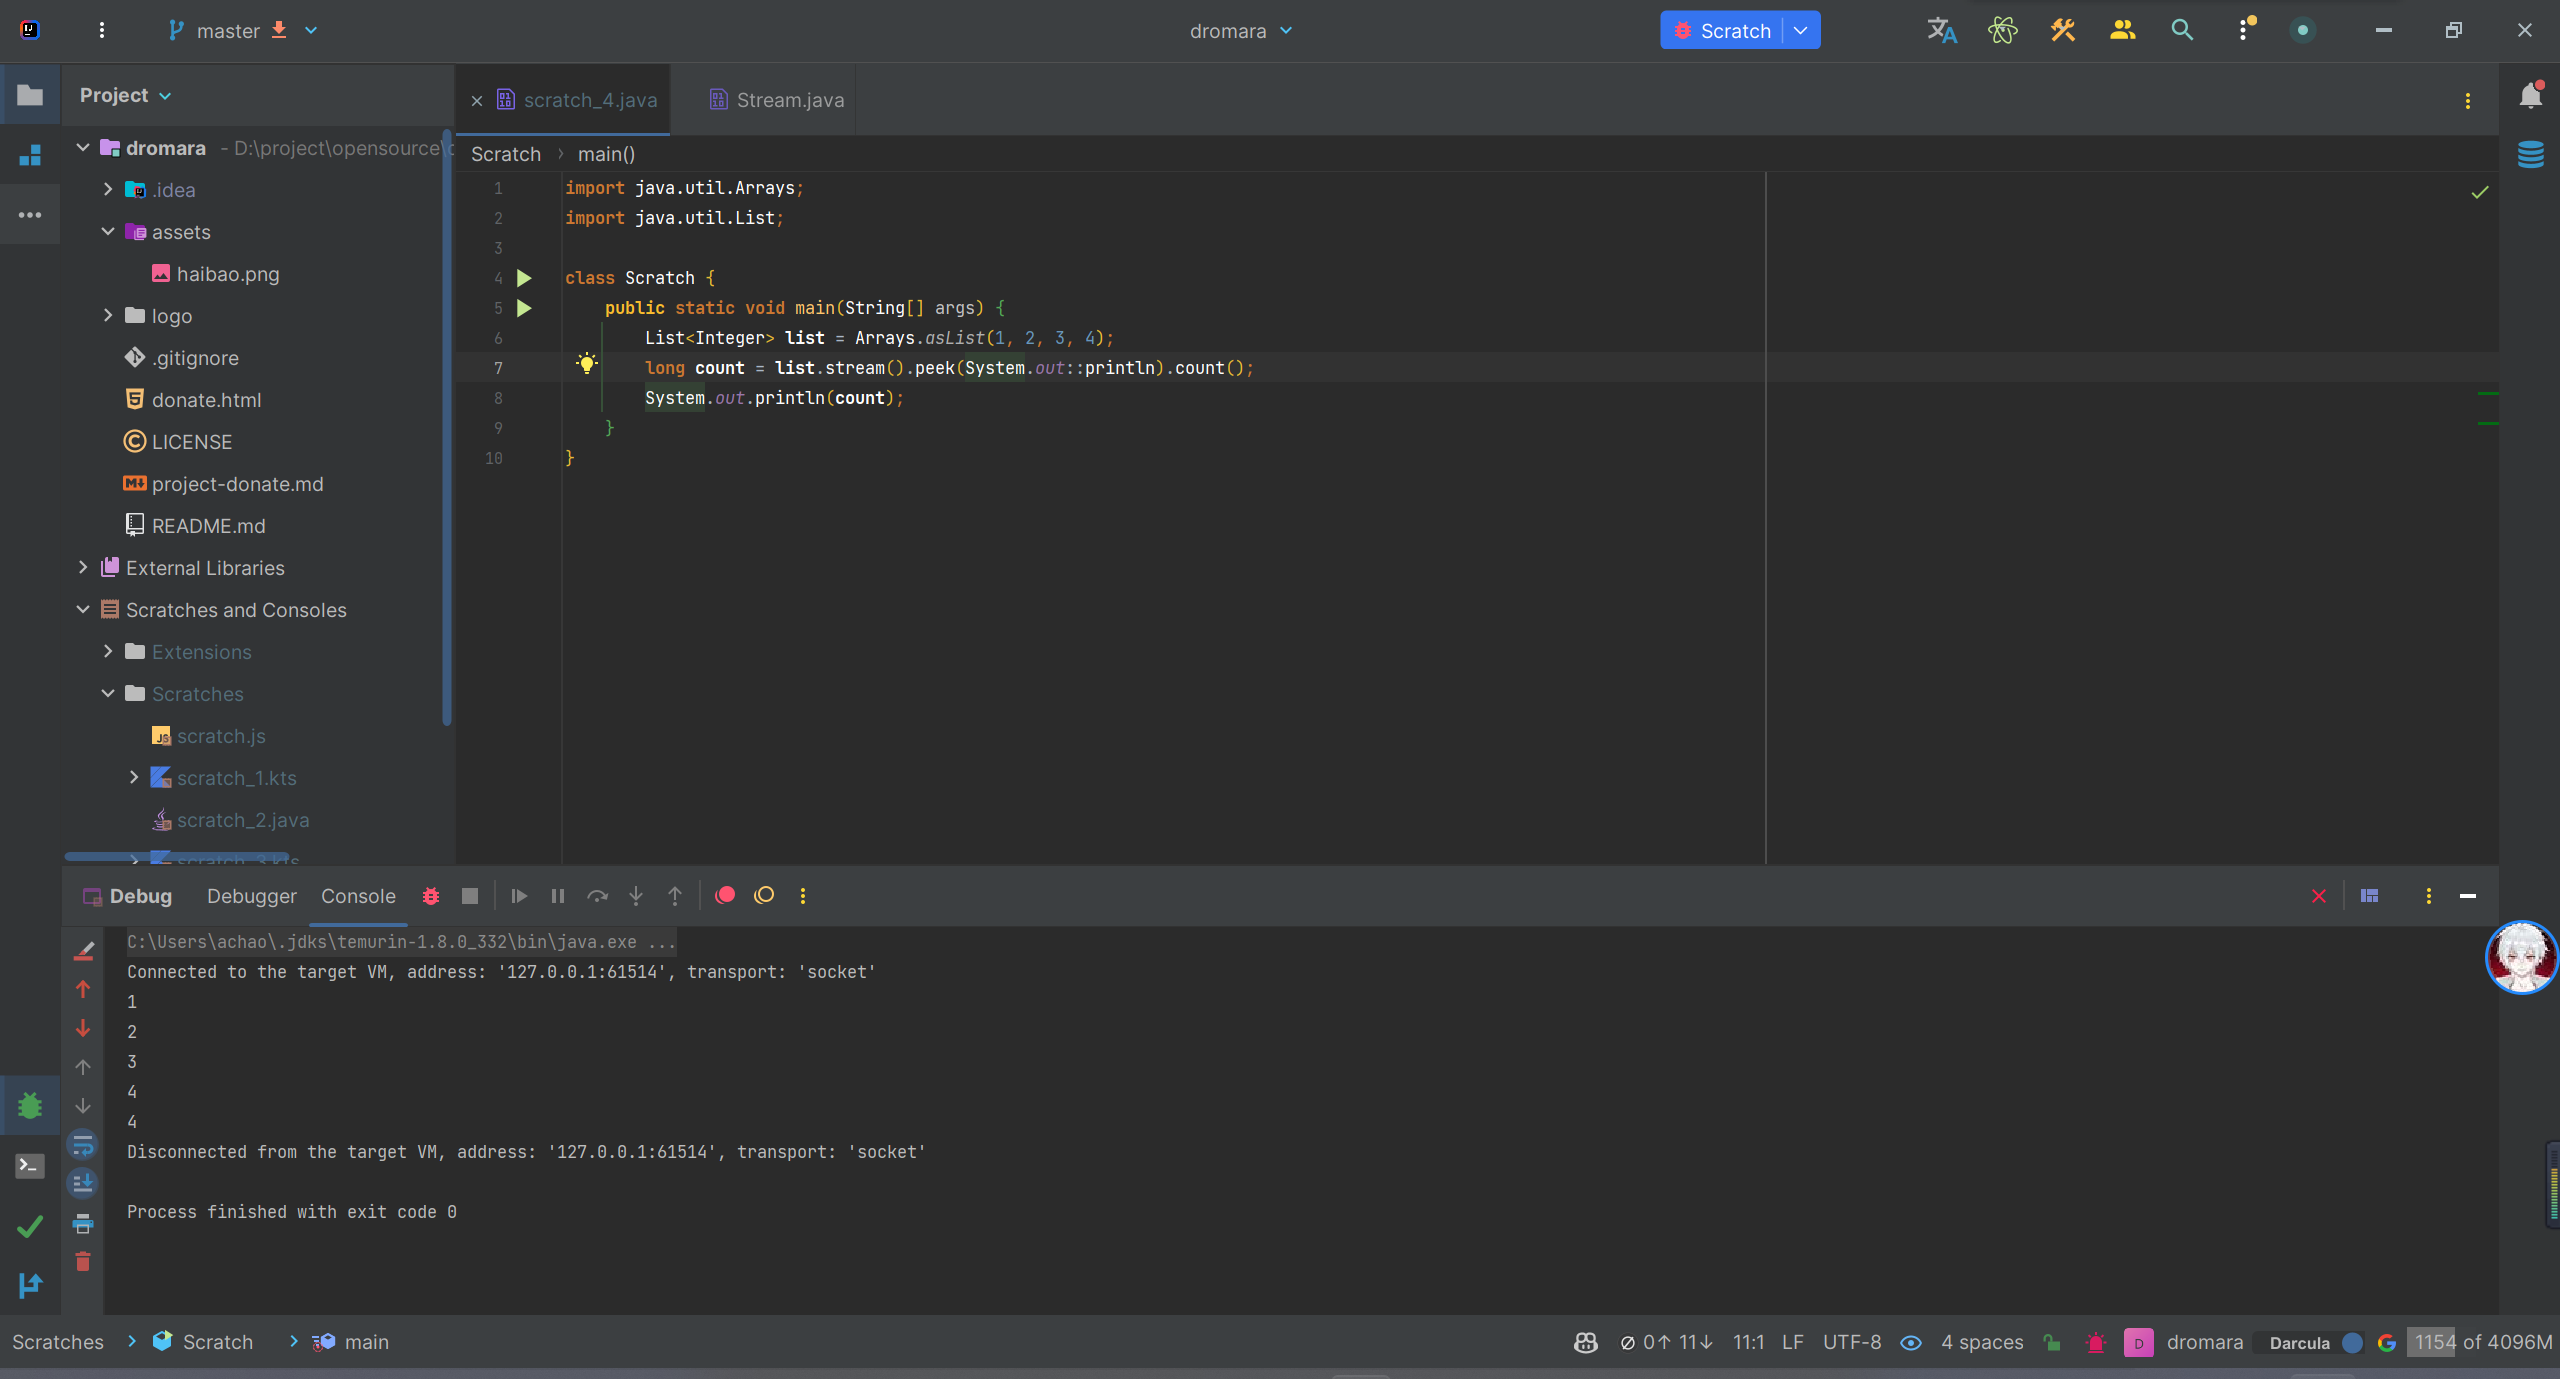 master
dromara
Scratch
Project
dromara - D:\project\opensource\
.idea
assets
haibao.png
logo
.gitignore
donate.html
LICENSE
project-donate.md
README.md
External Libraries
Scratches and Consoles
Extensions
Scratches
scratch.js
scratch_1.kts
scratch_2.java
scratch_3.kts
scratch_4.java
Stream.java
Scratch › main()
1 import java.util.Arrays;
2 import java.util.List;
3
4 class Scratch {
5 public static void main(String[] args) {
6 List<Integer> list = Arrays.asList(1, 2, 3, 4);
7 long count = list.stream().peek(System.out::println).count();
8 System.out.println(count);
9 }
10 }
Debug Debugger Console
C:\Users\achao\.jdks\temurin-1.8.0_332\bin\java.exe ...
Connected to the target VM, address: '127.0.0.1:61514', transport: 'socket'
1
2
3
4
4
Disconnected from the target VM, address: '127.0.0.1:61514', transport: 'socket'
Process finished with exit code 0
Scratches › Scratch › main
Ø 0↑ 11↓ 11:1 LF UTF-8 4 spaces D dromara Darcula 1154 of 4096M